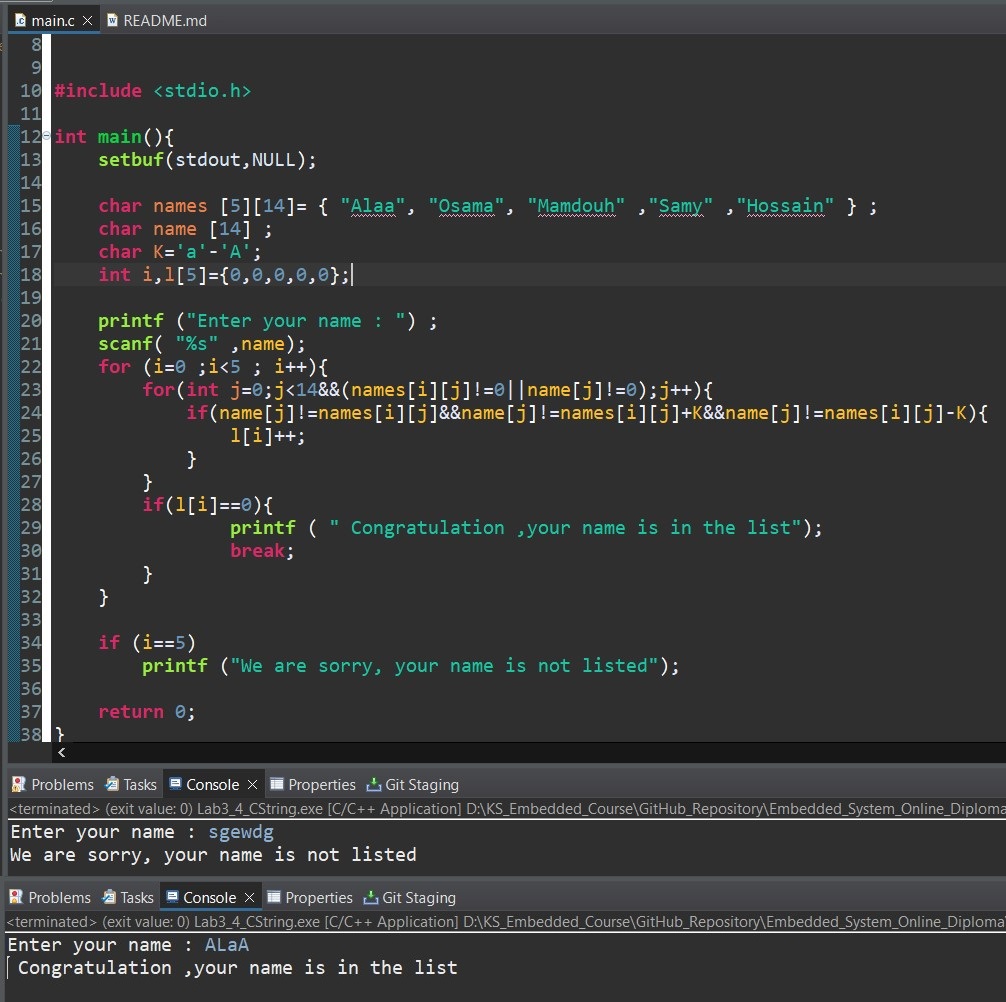 main.c README.md
8
9
10 #include <stdio.h>
11
12 int main(){
13 setbuf(stdout,NULL);
14
15 char names [5][14]= { "Alaa", "Osama", "Mamdouh" ,"Samy" ,"Hossain" } ;
16 char name [14] ;
17 char K='a'-'A';
18 int i,l[5]={0,0,0,0,0};
19
20 printf ("Enter your name : ") ;
21 scanf( "%s" ,name);
22 for (i=0 ;i<5 ; i++){
23 for(int j=0;j<14&&(names[i][j]!=0||name[j]!=0);j++){
24 if(name[j]!=names[i][j]&&name[j]!=names[i][j]+K&&name[j]!=names[i][j]-K){
25 l[i]++;
26 }
27 }
28 if(l[i]==0){
29 printf ( " Congratulation ,your name is in the list");
30 break;
31 }
32 }
33
34 if (i==5)
35 printf ("We are sorry, your name is not listed");
36
37 return 0;
38 }
Problems Tasks Console Properties Git Staging
<terminated> (exit value: 0) Lab3_4_CString.exe [C/C++ Application] D:\KS_Embedded_Course\GitHub_Repository\Embedded_System_Online_Diploma
Enter your name : sgewdg
We are sorry, your name is not listed
Problems Tasks Console Properties Git Staging
<terminated> (exit value: 0) Lab3_4_CString.exe [C/C++ Application] D:\KS_Embedded_Course\GitHub_Repository\Embedded_System_Online_Diploma
Enter your name : ALaA
Congratulation ,your name is in the list